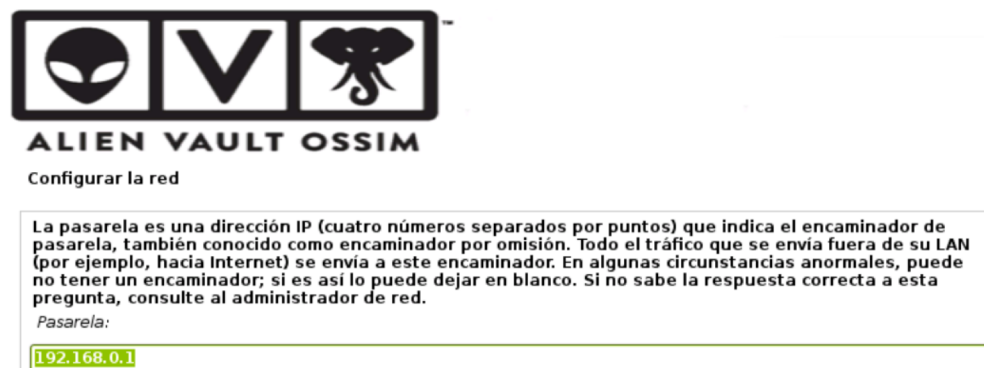 V ™
ALIEN VAULT OSSIM
Configurar la red
La pasarela es una dirección IP (cuatro números separados por puntos) que indica el encaminador de
pasarela, también conocido como encaminador por omisión. Todo el tráfico que se envía fuera de su LAN
(por ejemplo, hacia Internet) se envía a este encaminador. En algunas circunstancias anormales, puede
no tener un encaminador; si es así lo puede dejar en blanco. Si no sabe la respuesta correcta a esta
pregunta, consulte al administrador de red.
Pasarela:
192.168.0.1